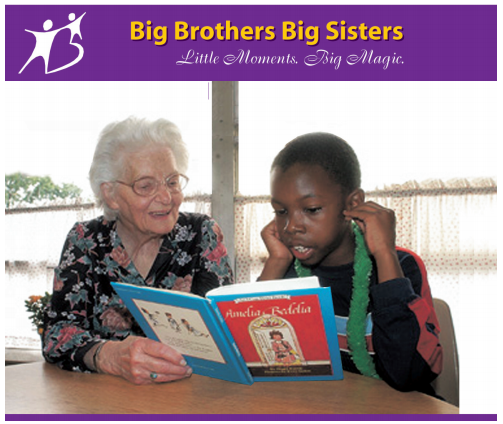 Big Brothers Big Sisters
Little Moments. Big Magic.
Amelia Bedelia